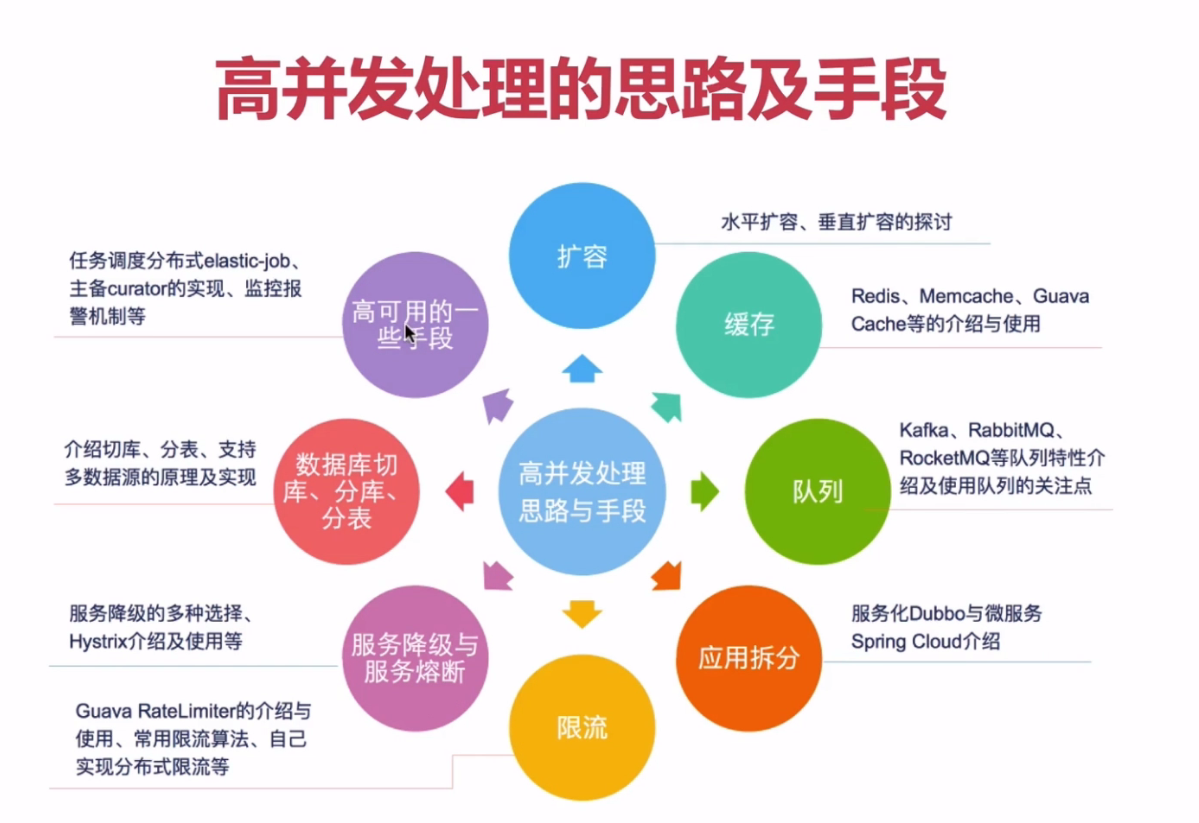 高并发处理的思路及手段
扩容
水平扩容、垂直扩容的探讨
缓存
Redis、Memcache、Guava
Cache等的介绍与使用
队列
Kafka、RabbitMQ、
RocketMQ等队列特性介
绍及使用队列的关注点
应用拆分
服务化Dubbo与微服务
Spring Cloud介绍
限流
Guava RateLimiter的介绍与
使用、常用限流算法、自己
实现分布式限流等
服务降级与
服务熔断
服务降级的多种选择、
Hystrix介绍及使用等
数据库切
库、分库、
分表
介绍切库、分表、支持
多数据源的原理及实现
高可用的一
些手段
任务调度分布式elastic-job、
主备curator的实现、监控报
警机制等
高并发处理
思路与手段